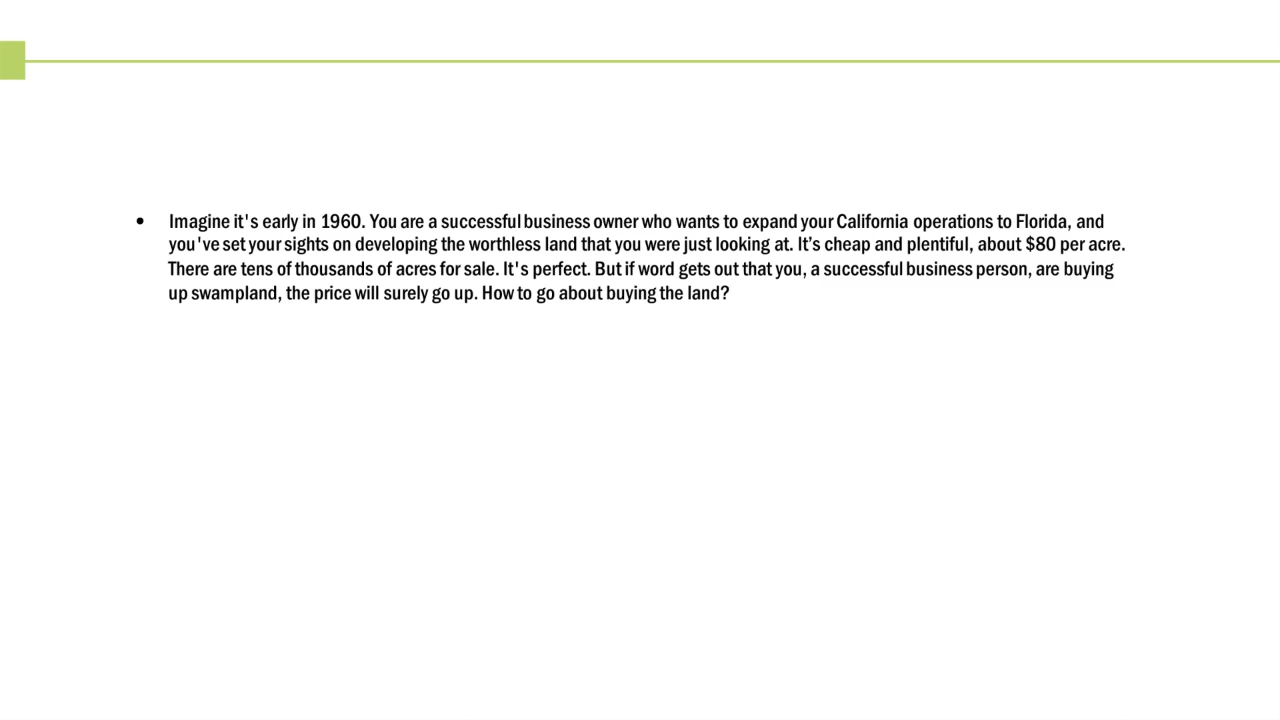 • Imagine it's early in 1960. You are a successful business owner who wants to expand your California operations to Florida, and
you've set your sights on developing the worthless land that you were just looking at. It’s cheap and plentiful, about $80 per acre.
There are tens of thousands of acres for sale. It's perfect. But if word gets out that you, a successful business person, are buying
up swampland, the price will surely go up. How to go about buying the land?